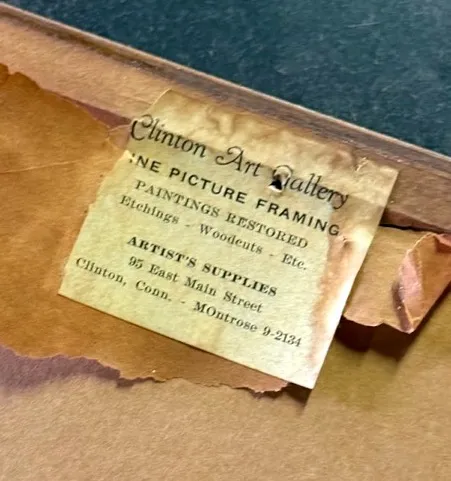 Clinton Art Gallery
INE PICTURE FRAMING
PAINTINGS RESTORED
Etchings - Woodcuts - Etc.
ARTIST'S SUPPLIES
95 East Main Street
Clinton, Conn. - MOntrose 9-2134